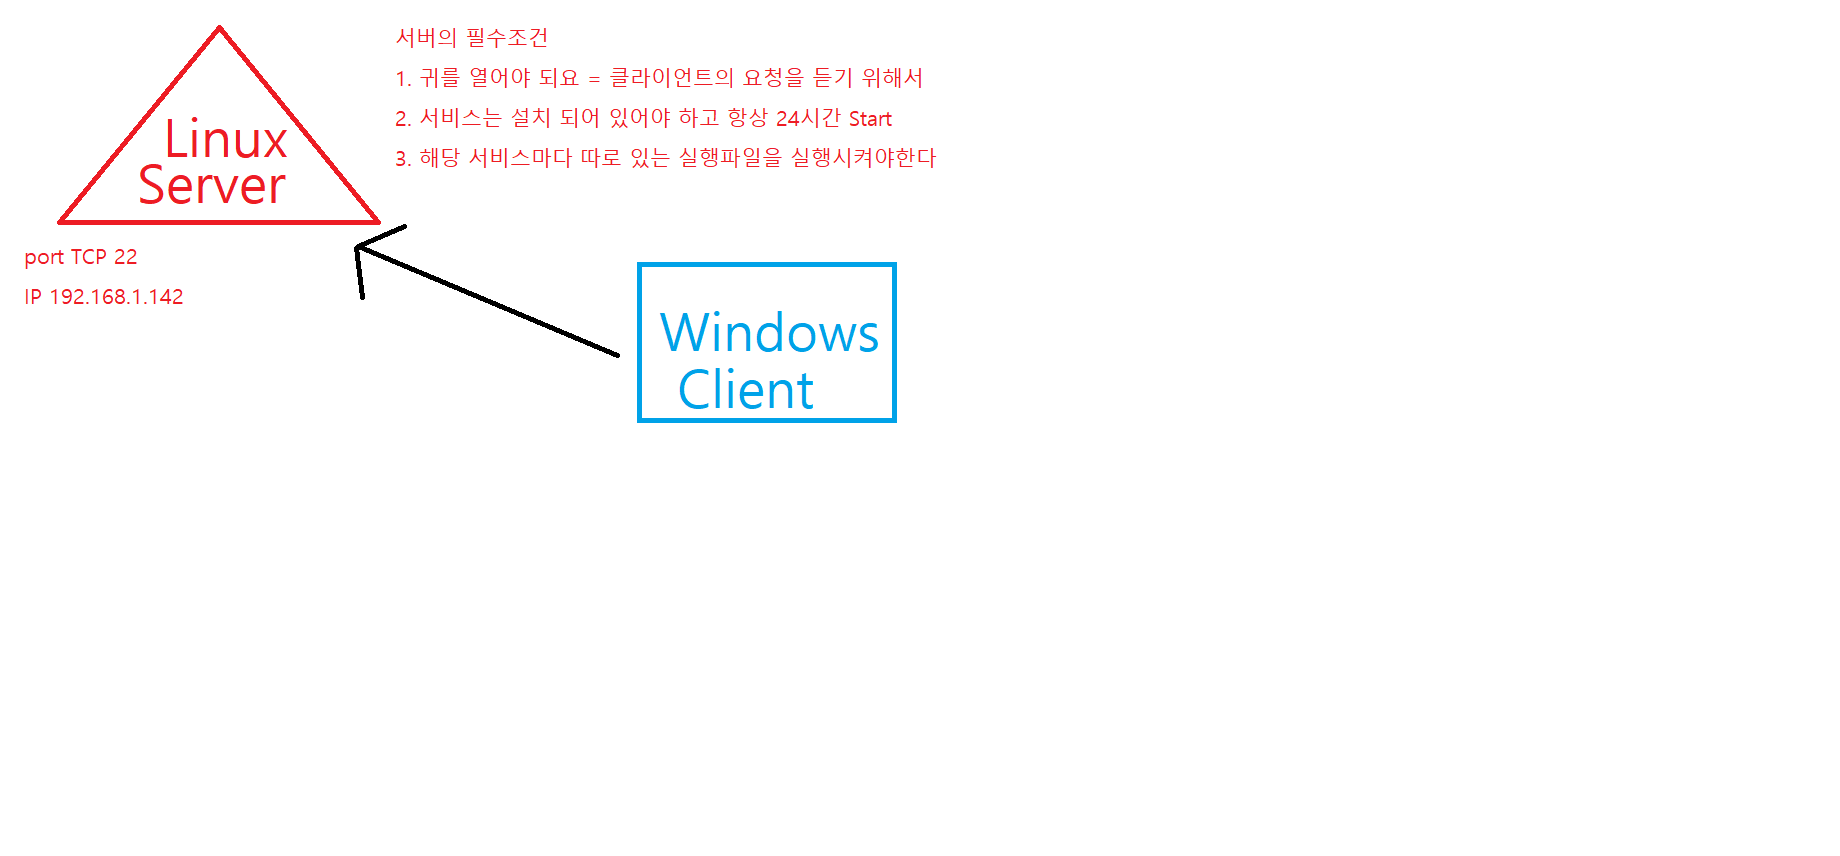 서버의 필수조건
1. 귀를 열어야 되요 = 클라이언트의 요청을 듣기 위해서
2. 서비스는 설치 되어 있어야 하고 항상 24시간 Start
3. 해당 서비스마다 따로 있는 실행파일을 실행시켜야한다
Linux
Server
port TCP 22
IP 192.168.1.142
Windows
Client